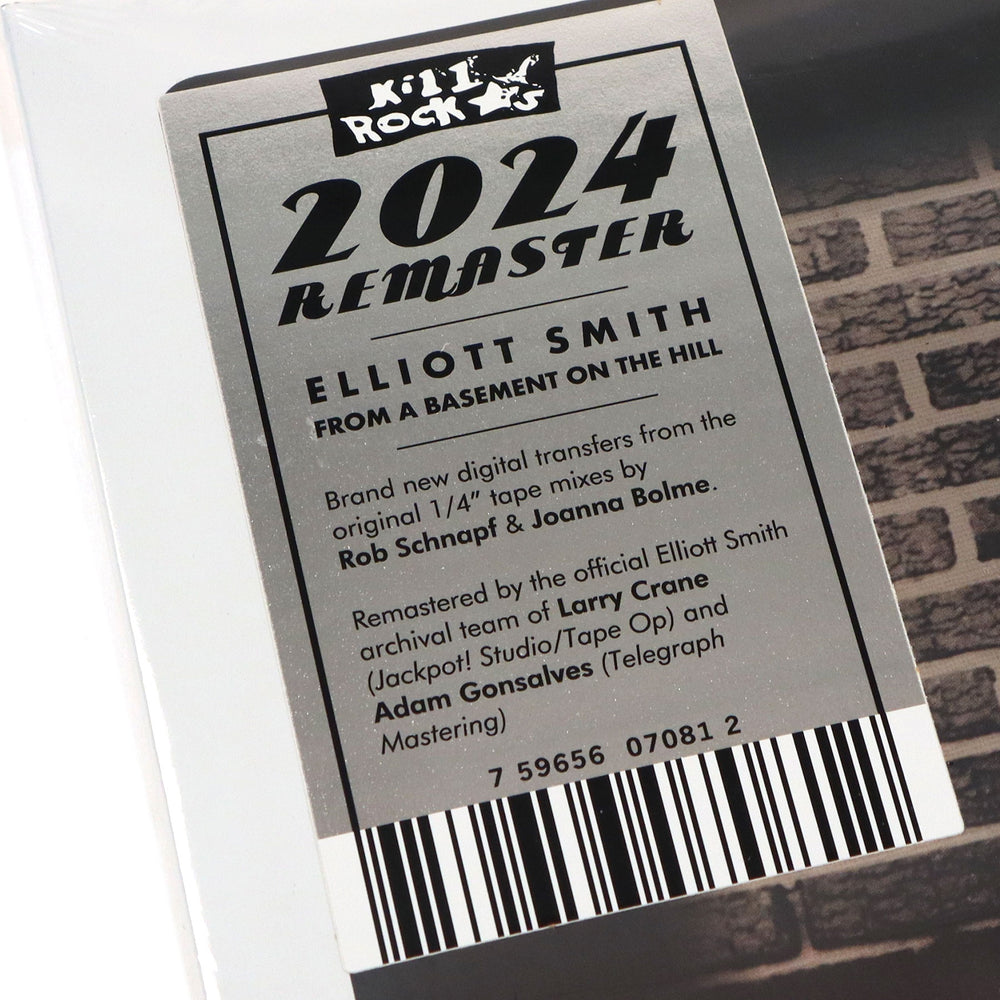 Kill
ROCK ★s
2024
REMASTER
ELLIOTT SMITH
FROM A BASEMENT ON THE HILL
Brand new digital transfers from the
original 1/4" tape mixes by
Rob Schnapf & Joanna Bolme.
Remastered by the official Elliott Smith
archival team of Larry Crane
(Jackpot! Studio/Tape Op) and
Adam Gonsalves (Telegraph
Mastering)
7 59656 07081 2